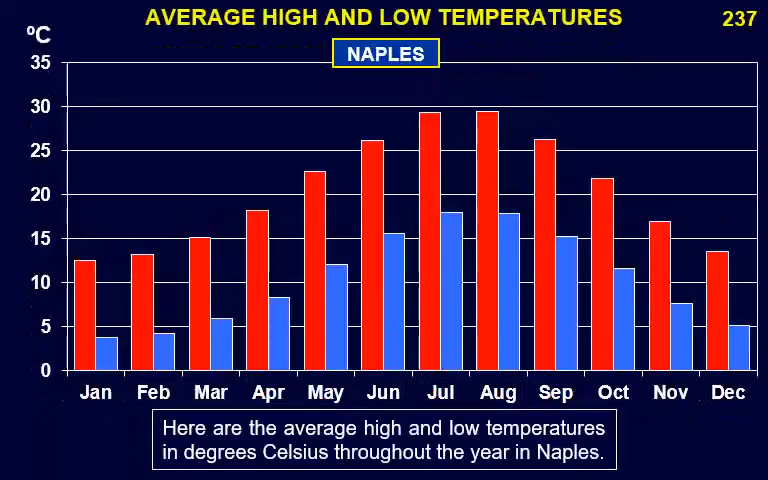 AVERAGE HIGH AND LOW TEMPERATURES
237
ºC
NAPLES
35
30
25
20
15
10
5
0
Jan Feb Mar Apr May Jun Jul Aug Sep Oct Nov Dec
Here are the average high and low temperatures
in degrees Celsius throughout the year in Naples.